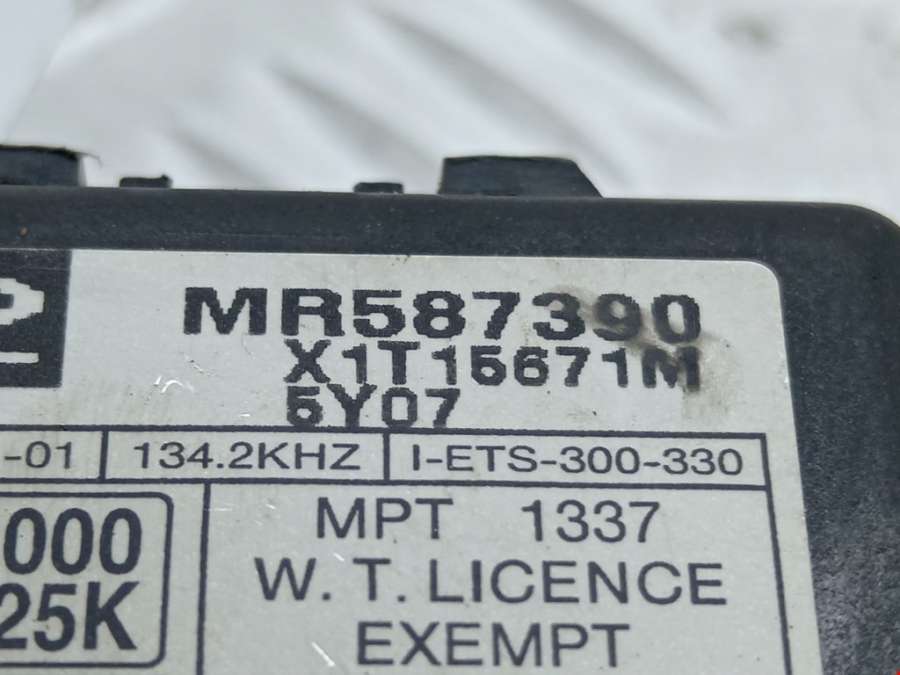 MR587390
X1T15671M
5Y07
-01 134.2KHZ I-ETS-300-330
000
25K
MPT 1337
W. T. LICENCE
EXEMPT